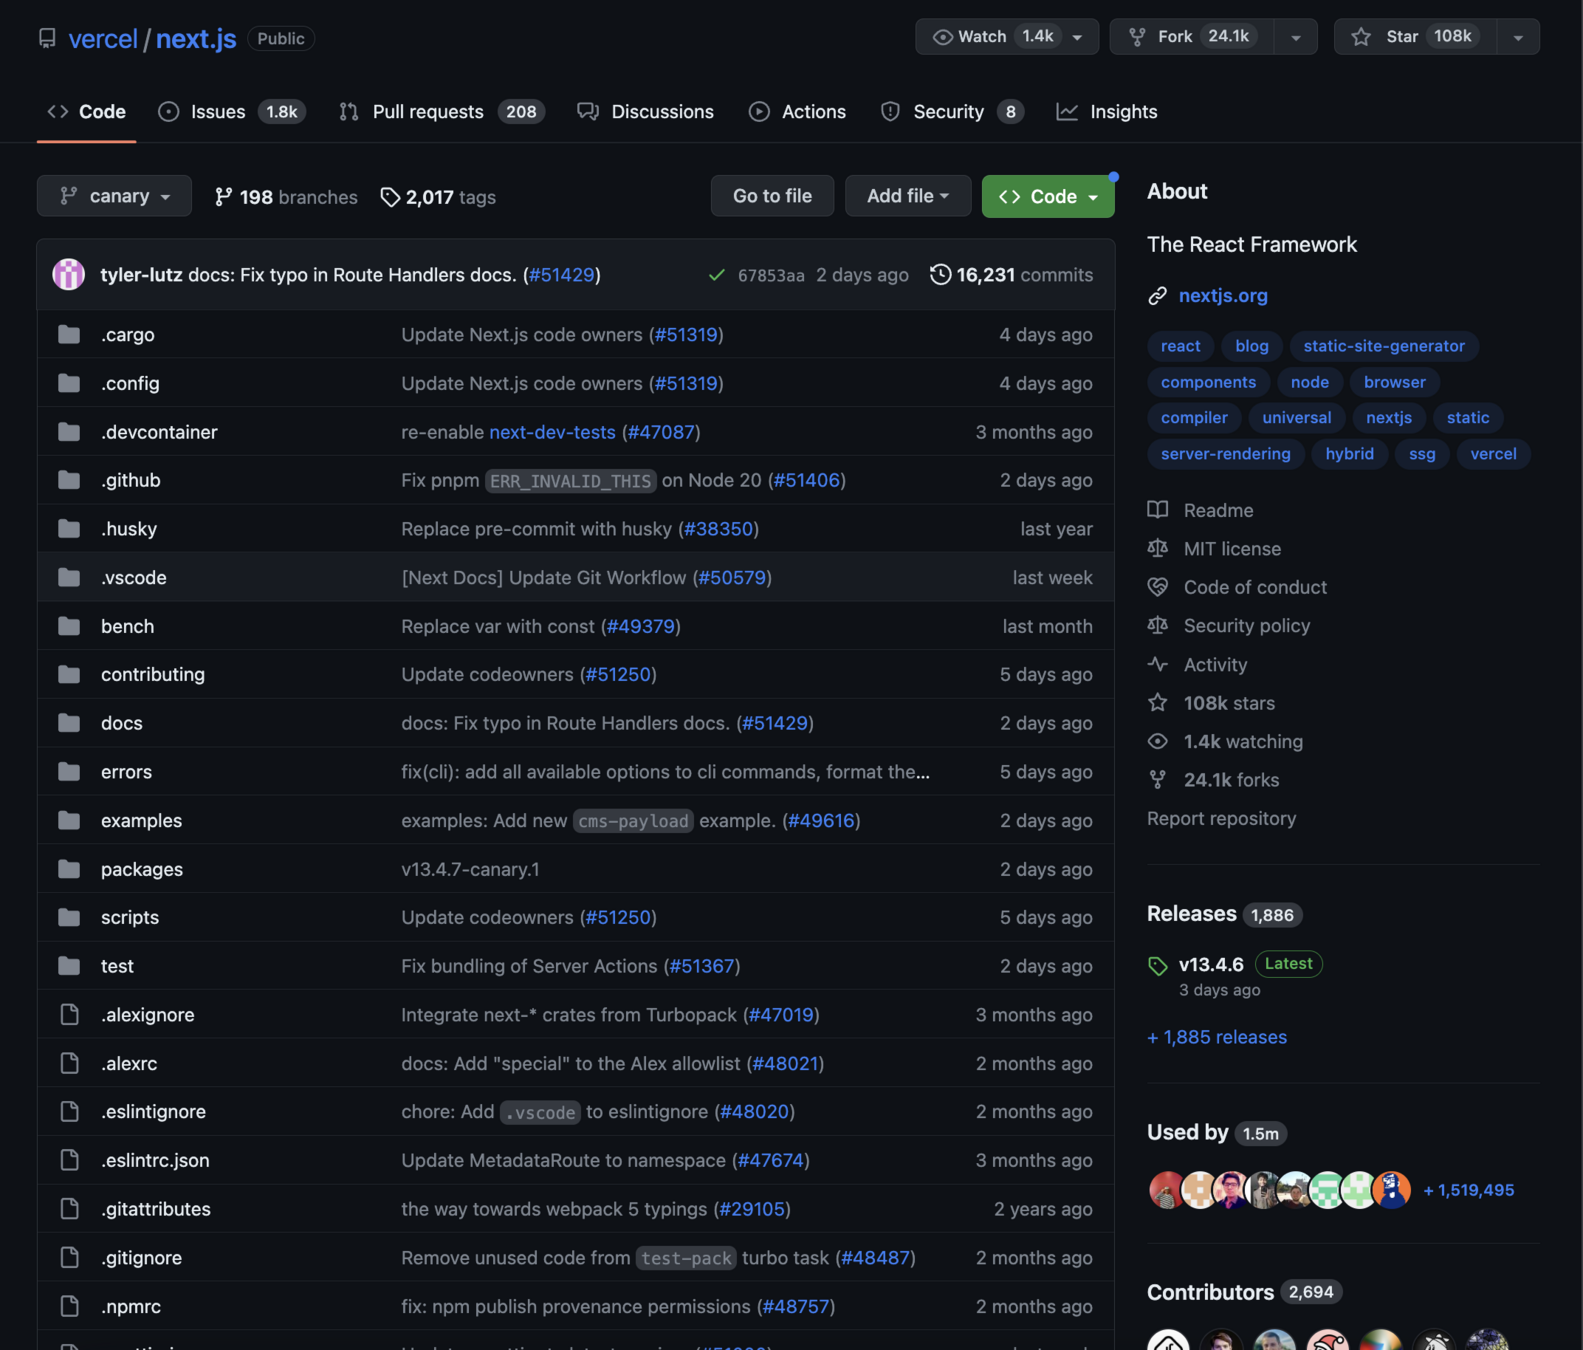 vercel / next.js Public
Watch 1.4k
Fork 24.1k
Star 108k
Code
Issues 1.8k
Pull requests 208
Discussions
Actions
Security 8
Insights
canary
198 branches
2,017 tags
Go to file
Add file
Code
tyler-lutz docs: Fix typo in Route Handlers docs. (#51429) 67853aa 2 days ago 16,231 commits
.cargo Update Next.js code owners (#51319) 4 days ago
.config Update Next.js code owners (#51319) 4 days ago
.devcontainer re-enable next-dev-tests (#47087) 3 months ago
.github Fix pnpm ERR_INVALID_THIS on Node 20 (#51406) 2 days ago
.husky Replace pre-commit with husky (#38350) last year
.vscode [Next Docs] Update Git Workflow (#50579) last week
bench Replace var with const (#49379) last month
contributing Update codeowners (#51250) 5 days ago
docs docs: Fix typo in Route Handlers docs. (#51429) 2 days ago
errors fix(cli): add all available options to cli commands, format the... 5 days ago
examples examples: Add new cms-payload example. (#49616) 2 days ago
packages v13.4.7-canary.1 2 days ago
scripts Update codeowners (#51250) 5 days ago
test Fix bundling of Server Actions (#51367) 2 days ago
.alexignore Integrate next-* crates from Turbopack (#47019) 3 months ago
.alexrc docs: Add "special" to the Alex allowlist (#48021) 2 months ago
.eslintignore chore: Add .vscode to eslintignore (#48020) 2 months ago
.eslintrc.json Update MetadataRoute to namespace (#47674) 3 months ago
.gitattributes the way towards webpack 5 typings (#29105) 2 years ago
.gitignore Remove unused code from test-pack turbo task (#48487) 2 months ago
.npmrc fix: npm publish provenance permissions (#48757) 2 months ago
About
The React Framework
nextjs.org
react blog static-site-generator
components node browser
compiler universal nextjs static
server-rendering hybrid ssg vercel
Readme
MIT license
Code of conduct
Security policy
Activity
108k stars
1.4k watching
24.1k forks
Report repository
Releases 1,886
v13.4.6 Latest
3 days ago
+ 1,885 releases
Used by 1.5m
+ 1,519,495
Contributors 2,694